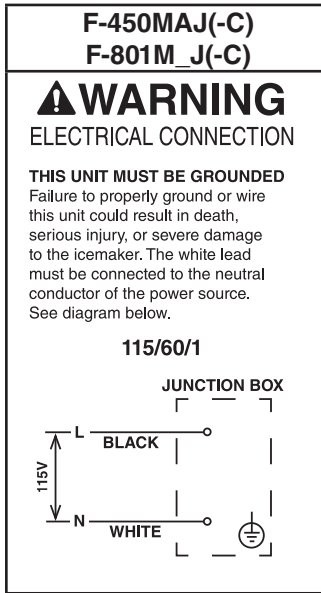 F-450MAJ(-C)
F-801M_J(-C)
WARNING
ELECTRICAL CONNECTION
THIS UNIT MUST BE GROUNDED
Failure to properly ground or wire
this unit could result in death,
serious injury, or severe damage
to the icemaker. The white lead
must be connected to the neutral
conductor of the power source.
See diagram below.
115/60/1
JUNCTION BOX
L
BLACK
115V
N
WHITE